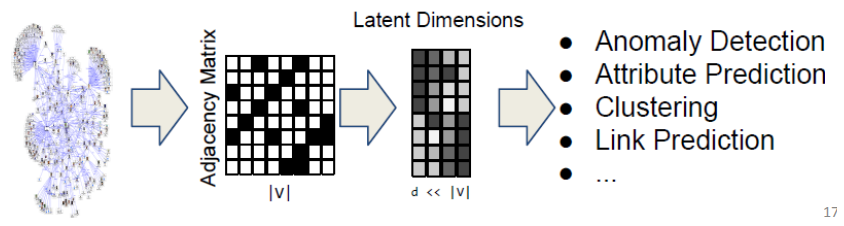 Latent Dimensions
Adjacency Matrix
|V|
d << |V|
● Anomaly Detection
● Attribute Prediction
● Clustering
● Link Prediction
● ...
17